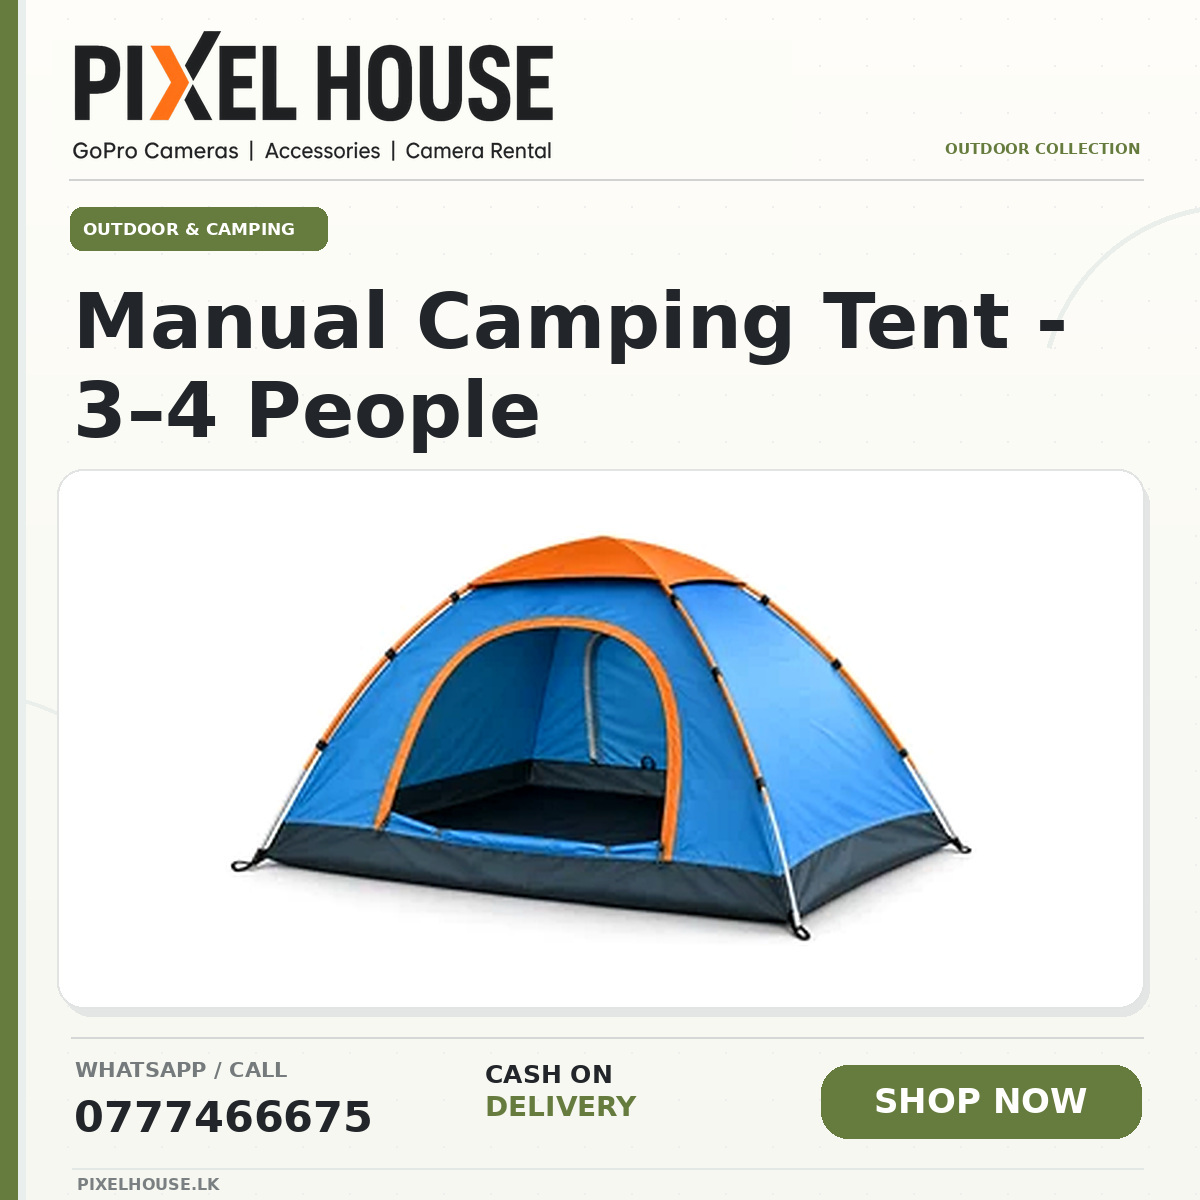 PIXEL HOUSE
GoPro Cameras | Accessories | Camera Rental
OUTDOOR COLLECTION
OUTDOOR & CAMPING
Manual Camping Tent -
3–4 People
WHATSAPP / CALL
0777466675
CASH ON
DELIVERY
SHOP NOW
PIXELHOUSE.LK